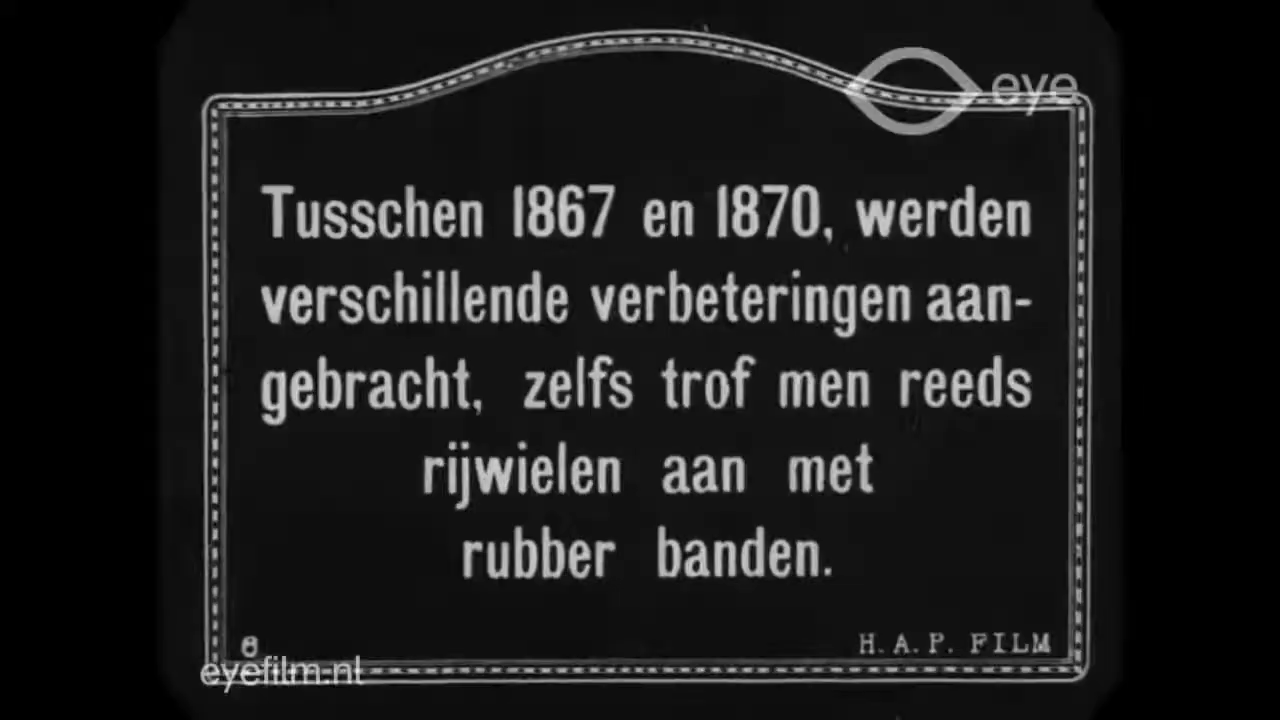 eye
Tusschen 1867 en 1870, werden
verschillende verbeteringen aan-
gebracht, zelfs trof men reeds
rijwielen aan met
rubber banden.
6 H. A. P. FILM
eyefilm.nl